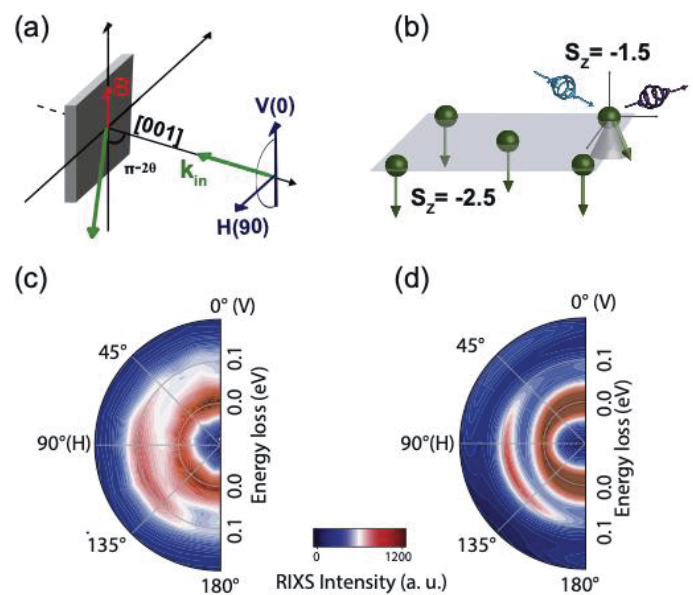 (a)
B
[001]
π-2θ
k_in
V(0)
H(90)
(b)
S_Z= -1.5
S_Z= -2.5
(c)
0° (V)
45°
90°(H)
135°
180°
0.1
0.0
0.0
0.1
Energy loss (eV)
(d)
0° (V)
45°
90°(H)
135°
180°
0.1
0.0
0.0
0.1
Energy loss (eV)
0
1200
RIXS Intensity (a. u.)